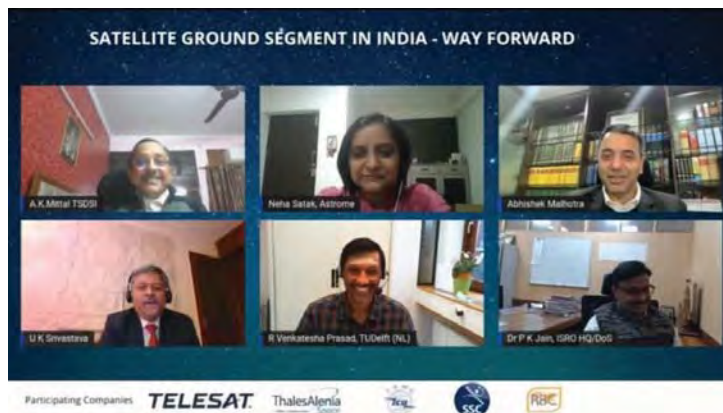 SATELLITE GROUND SEGMENT IN INDIA - WAY FORWARD
A.K.Mittal TSDSI
Neha Satak, Astrome
Abhishek Malhotra
U K Srivastava
R Venkatesha Prasad, TUDelft (NL)
Dr P K Jain, ISRO HQ/DoS
Participating Companies
TELESAT
ThalesAlenia
Space
SSC